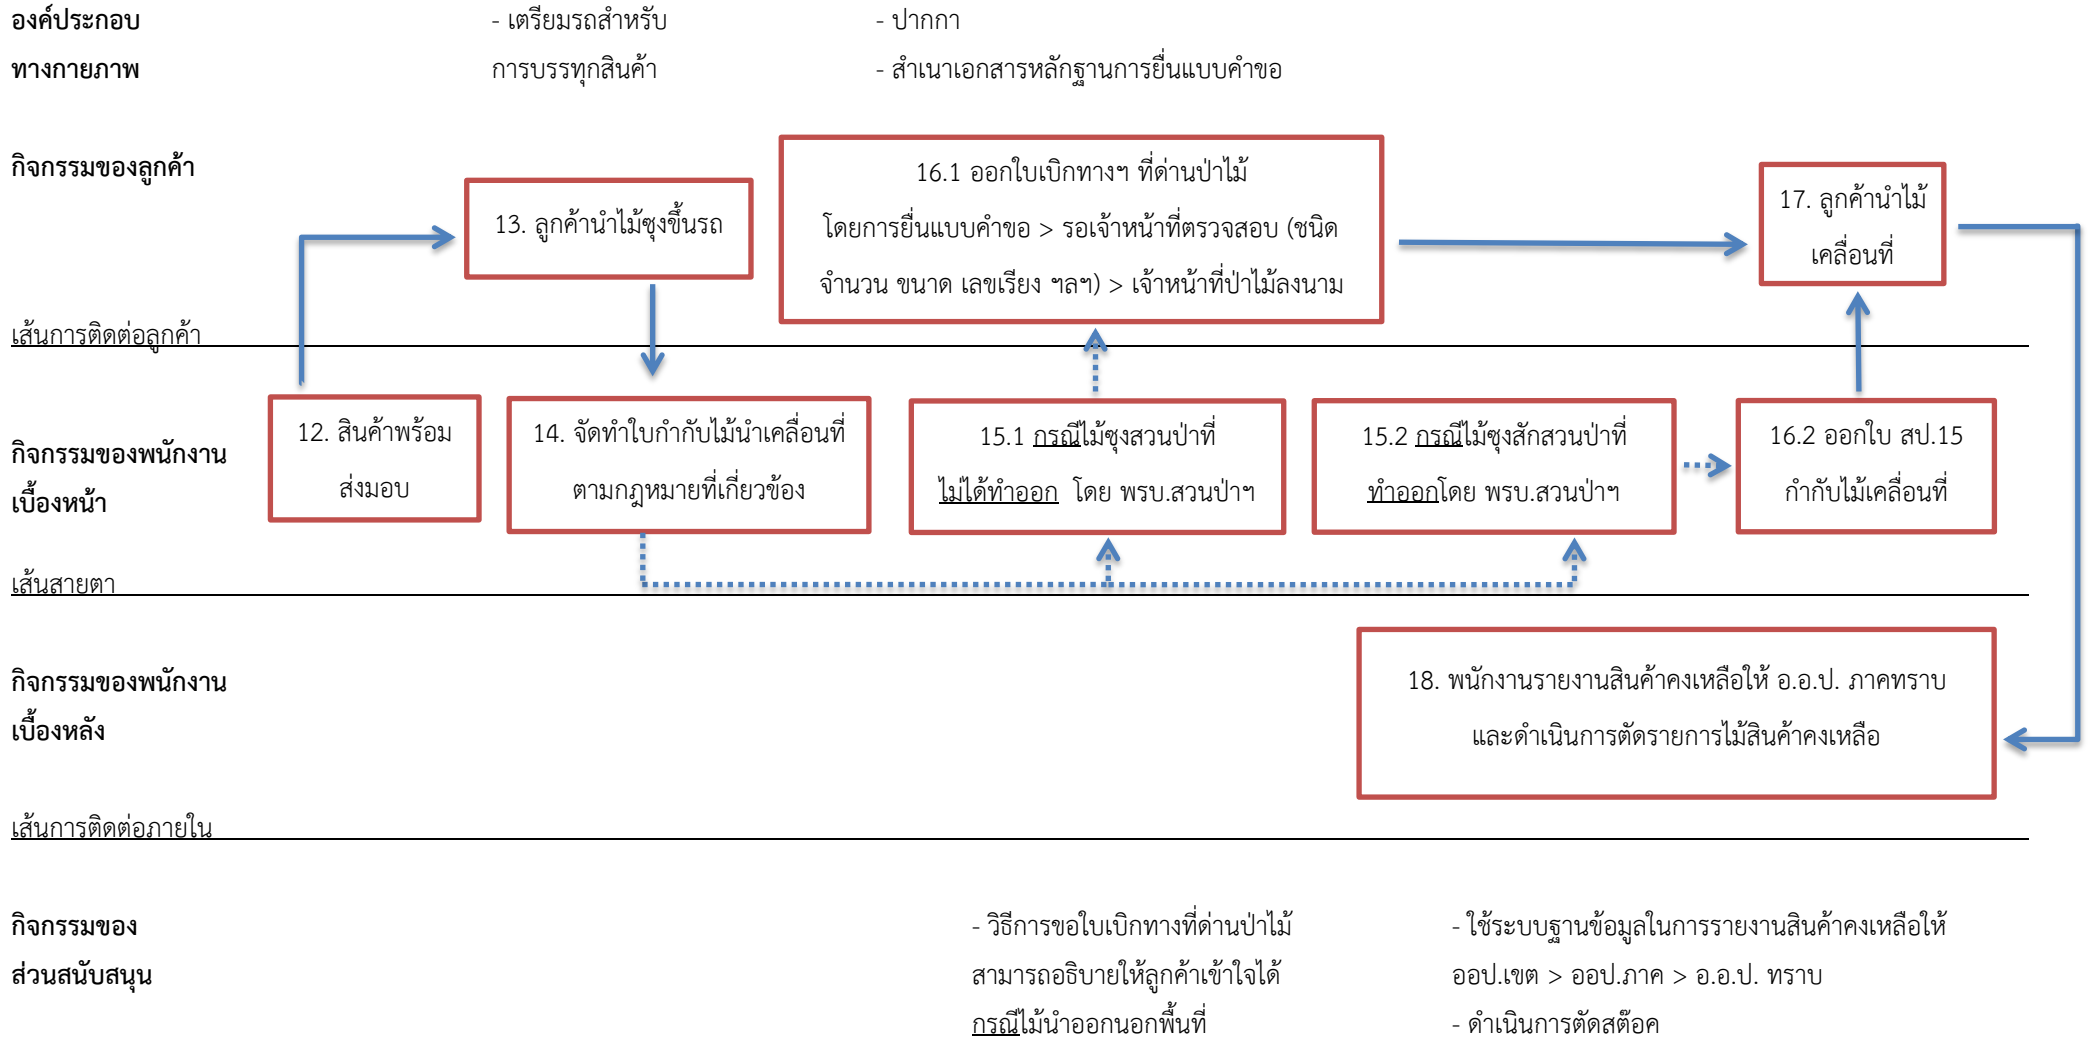 องค์ประกอบ
ทางกายภาพ
- เตรียมรถสำหรับ
การบรรทุกสินค้า
- ปากกา
- สำเนาเอกสารหลักฐานการยื่นแบบคำขอ
กิจกรรมของลูกค้า
13. ลูกค้านำไม้ซุงขึ้นรถ
16.1 ออกใบเบิกทางฯ ที่ด่านป่าไม้
โดยการยื่นแบบคำขอ > รอเจ้าหน้าที่ตรวจสอบ (ชนิด
จำนวน ขนาด เลขเรียง ฯลฯ) > เจ้าหน้าที่ป่าไม้ลงนาม
17. ลูกค้านำไม้
เคลื่อนที่
เส้นการติดต่อลูกค้า
กิจกรรมของพนักงาน
เบื้องหน้า
12. สินค้าพร้อม
ส่งมอบ
14. จัดทำใบกำกับไม้นำเคลื่อนที่
ตามกฎหมายที่เกี่ยวข้อง
15.1 กรณีไม้ซุงสวนป่าที่
ไม่ได้ทำออก โดย พรบ.สวนป่าฯ
15.2 กรณีไม้ซุงสักสวนป่าที่
ทำออกโดย พรบ.สวนป่าฯ
16.2 ออกใบ สป.15
กำกับไม้เคลื่อนที่
เส้นสายตา
กิจกรรมของพนักงาน
เบื้องหลัง
18. พนักงานรายงานสินค้าคงเหลือให้ อ.อ.ป. ภาคทราบ
และดำเนินการตัดรายการไม้สินค้าคงเหลือ
เส้นการติดต่อภายใน
กิจกรรมของ
ส่วนสนับสนุน
- วิธีการขอใบเบิกทางที่ด่านป่าไม้
สามารถอธิบายให้ลูกค้าเข้าใจได้
กรณีไม้นำออกนอกพื้นที่
- ใช้ระบบฐานข้อมูลในการรายงานสินค้าคงเหลือให้
ออป.เขต > ออป.ภาค > อ.อ.ป. ทราบ
- ดำเนินการตัดสต๊อค